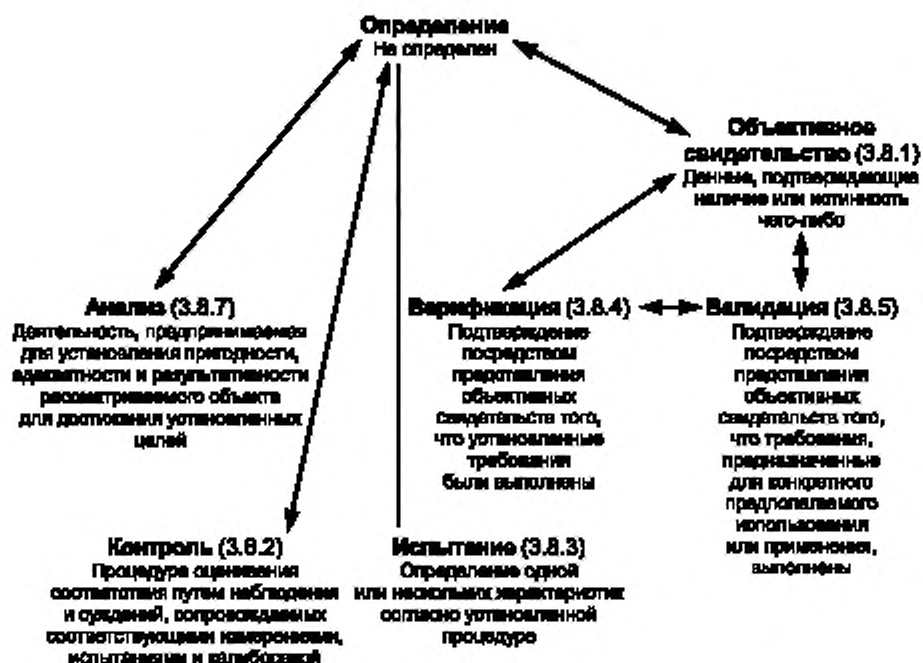 Определение
Не определен
Объективное
свидетельство (3.8.1)
Данные, подтверждающие
наличие или истинность
чего-либо
Анализ (3.8.7)
Деятельность, предпринимаемая
для установления пригодности,
адекватности и результативности
рассматриваемого объекта
для достижения установленных
целей
Верификация (3.8.4)
Подтверждение
посредством
представления
объективных
свидетельств того,
что установленные
требования
были выполнены
Валидация (3.8.5)
Подтверждение
посредством
представления
объективных
свидетельств того,
что требования,
предназначенные
для конкретного
предполагаемого
использования
или применения,
выполнены
Контроль (3.8.2)
Процедура оценивания
соответствия путем наблюдения
и суждений, сопровождаемых
соответствующими измерениями,
испытаниями и калибровкой
Испытание (3.8.3)
Определение одной
или нескольких характеристик
согласно установленной
процедуре